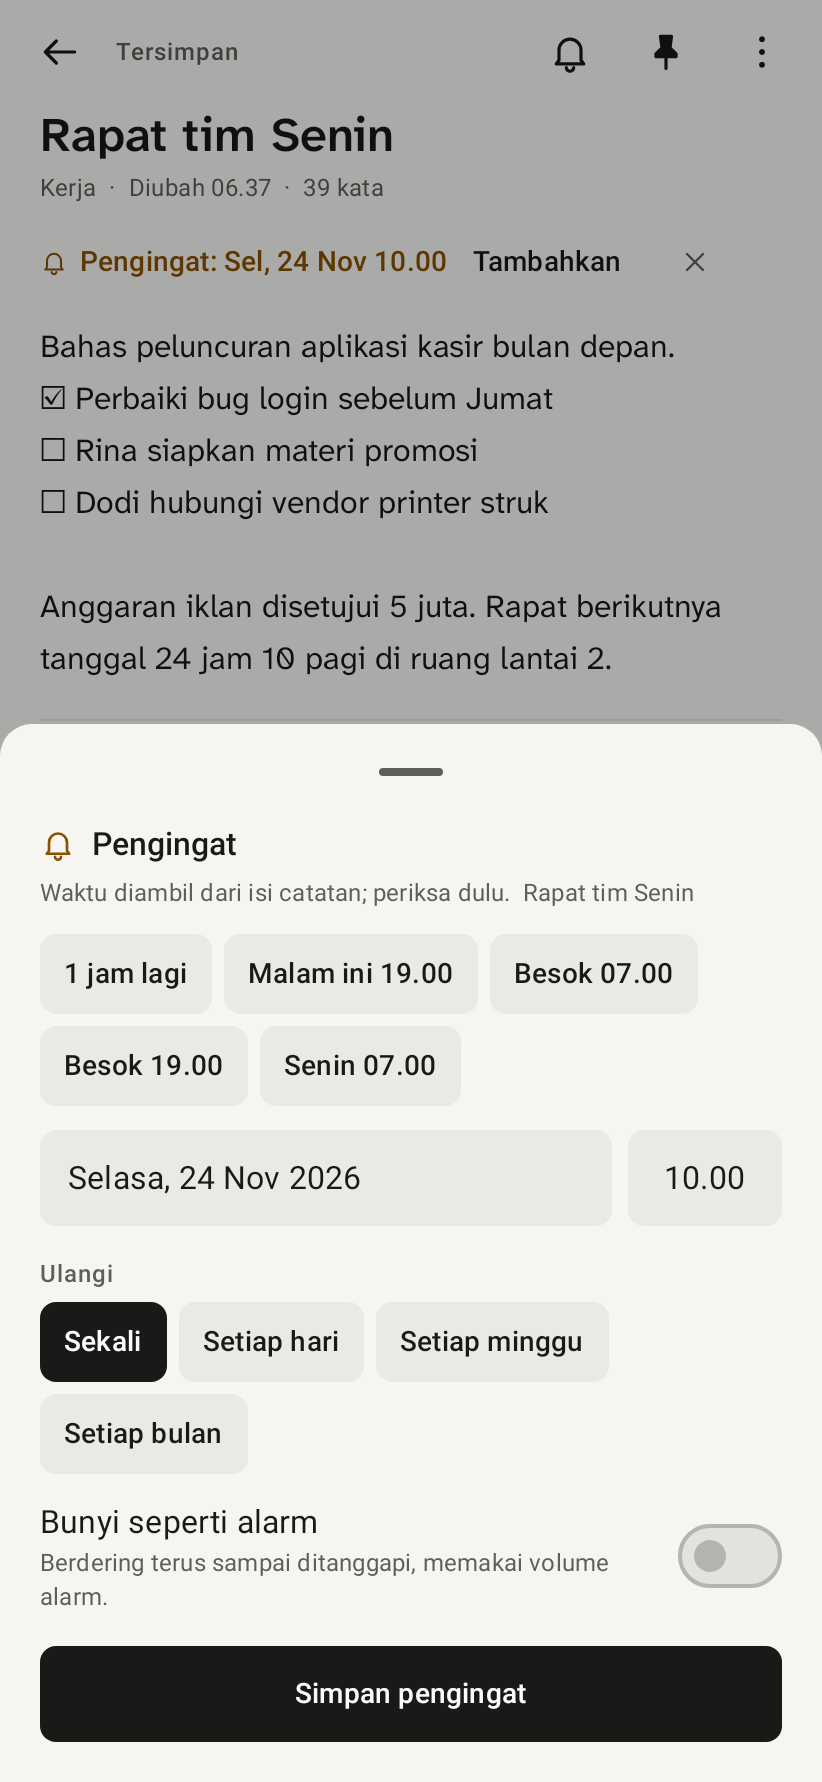 Tersimpan
Rapat tim Senin
Kerja · Diubah 06.37 · 39 kata
Pengingat: Sel, 24 Nov 10.00 Tambahkan
Bahas peluncuran aplikasi kasir bulan depan.
☑ Perbaiki bug login sebelum Jumat
☐ Rina siapkan materi promosi
☐ Dodi hubungi vendor printer struk
Anggaran iklan disetujui 5 juta. Rapat berikutnya
tanggal 24 jam 10 pagi di ruang lantai 2.
Pengingat
Waktu diambil dari isi catatan; periksa dulu. Rapat tim Senin
1 jam lagi Malam ini 19.00 Besok 07.00
Besok 19.00 Senin 07.00
Selasa, 24 Nov 2026 10.00
Ulangi
Sekali Setiap hari Setiap minggu
Setiap bulan
Bunyi seperti alarm
Berdering terus sampai ditanggapi, memakai volume
alarm.
Simpan pengingat